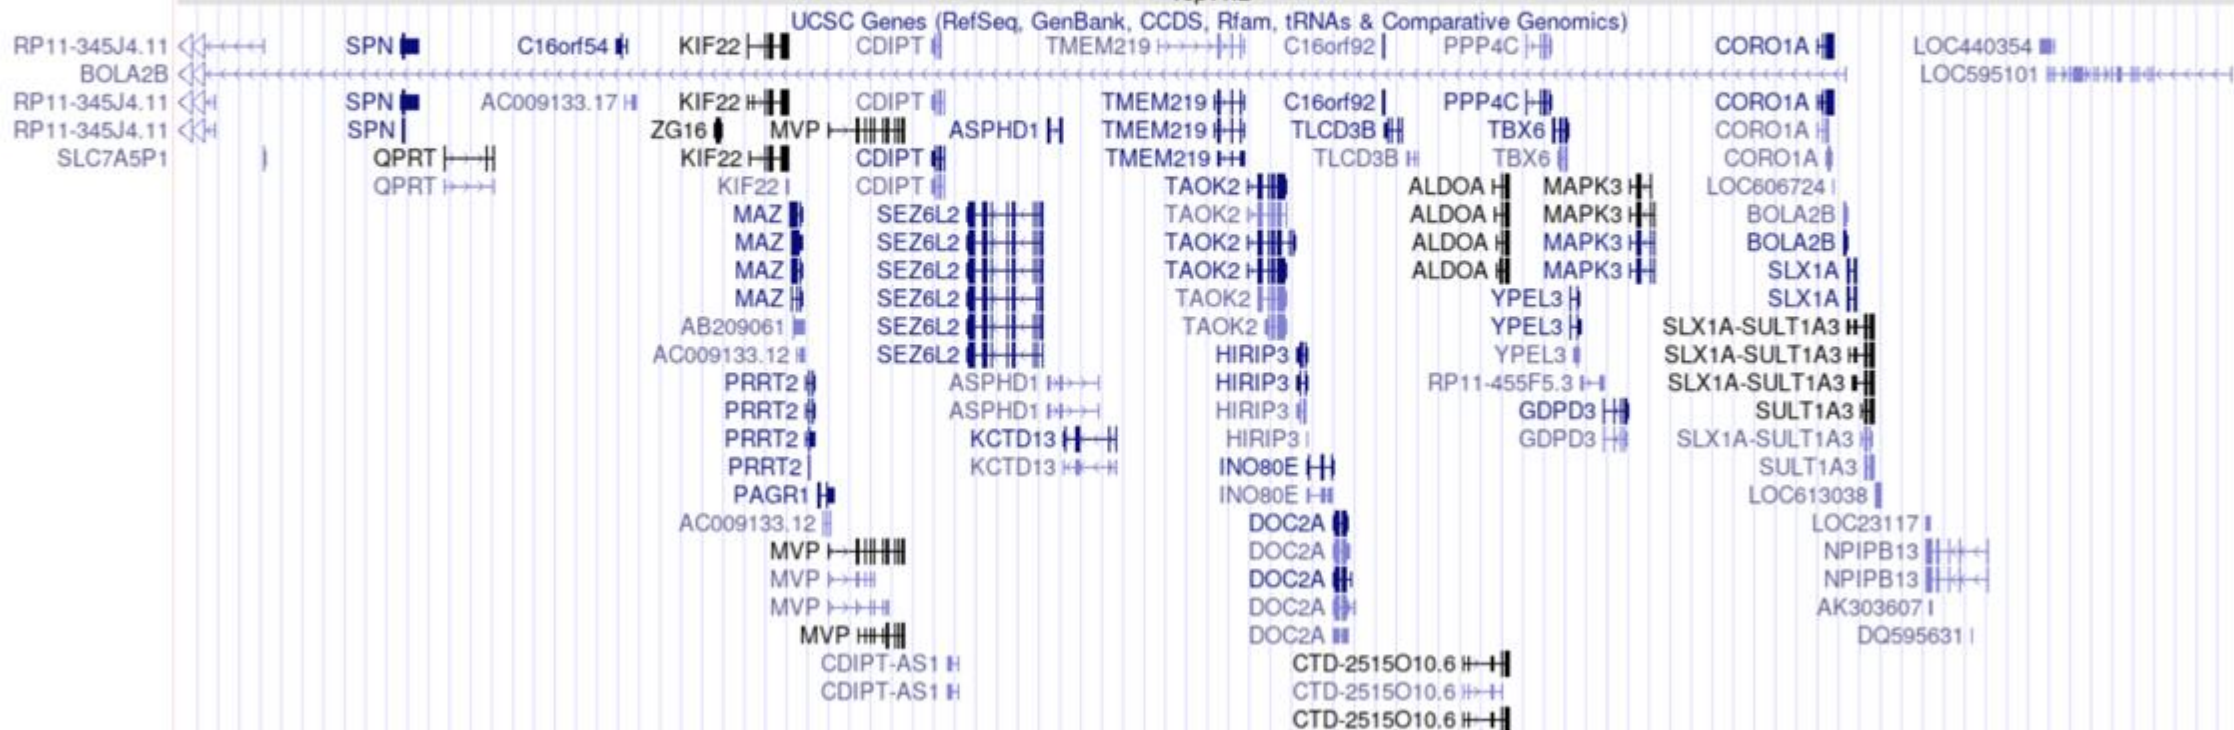 UCSC Genes (RefSeq, GenBank, CCDS, Rfam, tRNAs & Comparative Genomics)
RP11-345J4.11 SPN C16orf54 KIF22 CDIPT TMEM219 C16orf92 PPP4C CORO1A LOC440354
BOLA2B LOC595101
RP11-345J4.11 SPN AC009133.17 KIF22 CDIPT TMEM219 C16orf92 PPP4C CORO1A
RP11-345J4.11 SPN ZG16 MVP ASPHD1 TMEM219 TLCD3B TBX6 CORO1A
SLC7A5P1 QPRT KIF22 CDIPT TMEM219 TLCD3B TBX6 CORO1A
QPRT KIF22 CDIPT TAOK2 ALDOA MAPK3 LOC606724
MAZ SEZ6L2 TAOK2 ALDOA MAPK3 BOLA2B
MAZ SEZ6L2 TAOK2 ALDOA MAPK3 BOLA2B
MAZ SEZ6L2 TAOK2 ALDOA MAPK3 SLX1A
MAZ SEZ6L2 TAOK2 YPEL3 SLX1A
AB209061 SEZ6L2 TAOK2 YPEL3 SLX1A-SULT1A3
AC009133.12 SEZ6L2 HIRIP3 YPEL3 SLX1A-SULT1A3
PRRT2 ASPHD1 HIRIP3 RP11-455F5.3 SLX1A-SULT1A3
PRRT2 ASPHD1 HIRIP3 GDPD3 SULT1A3
PRRT2 KCTD13 HIRIP3 GDPD3 SLX1A-SULT1A3
PRRT2 KCTD13 INO80E SULT1A3
PAGR1 INO80E LOC613038
AC009133.12 DOC2A LOC23117
MVP DOC2A NPIPB13
MVP DOC2A NPIPB13
MVP DOC2A AK303607
MVP DOC2A DQ595631
CDIPT-AS1 CTD-2515O10.6
CDIPT-AS1 CTD-2515O10.6
CTD-2515O10.6